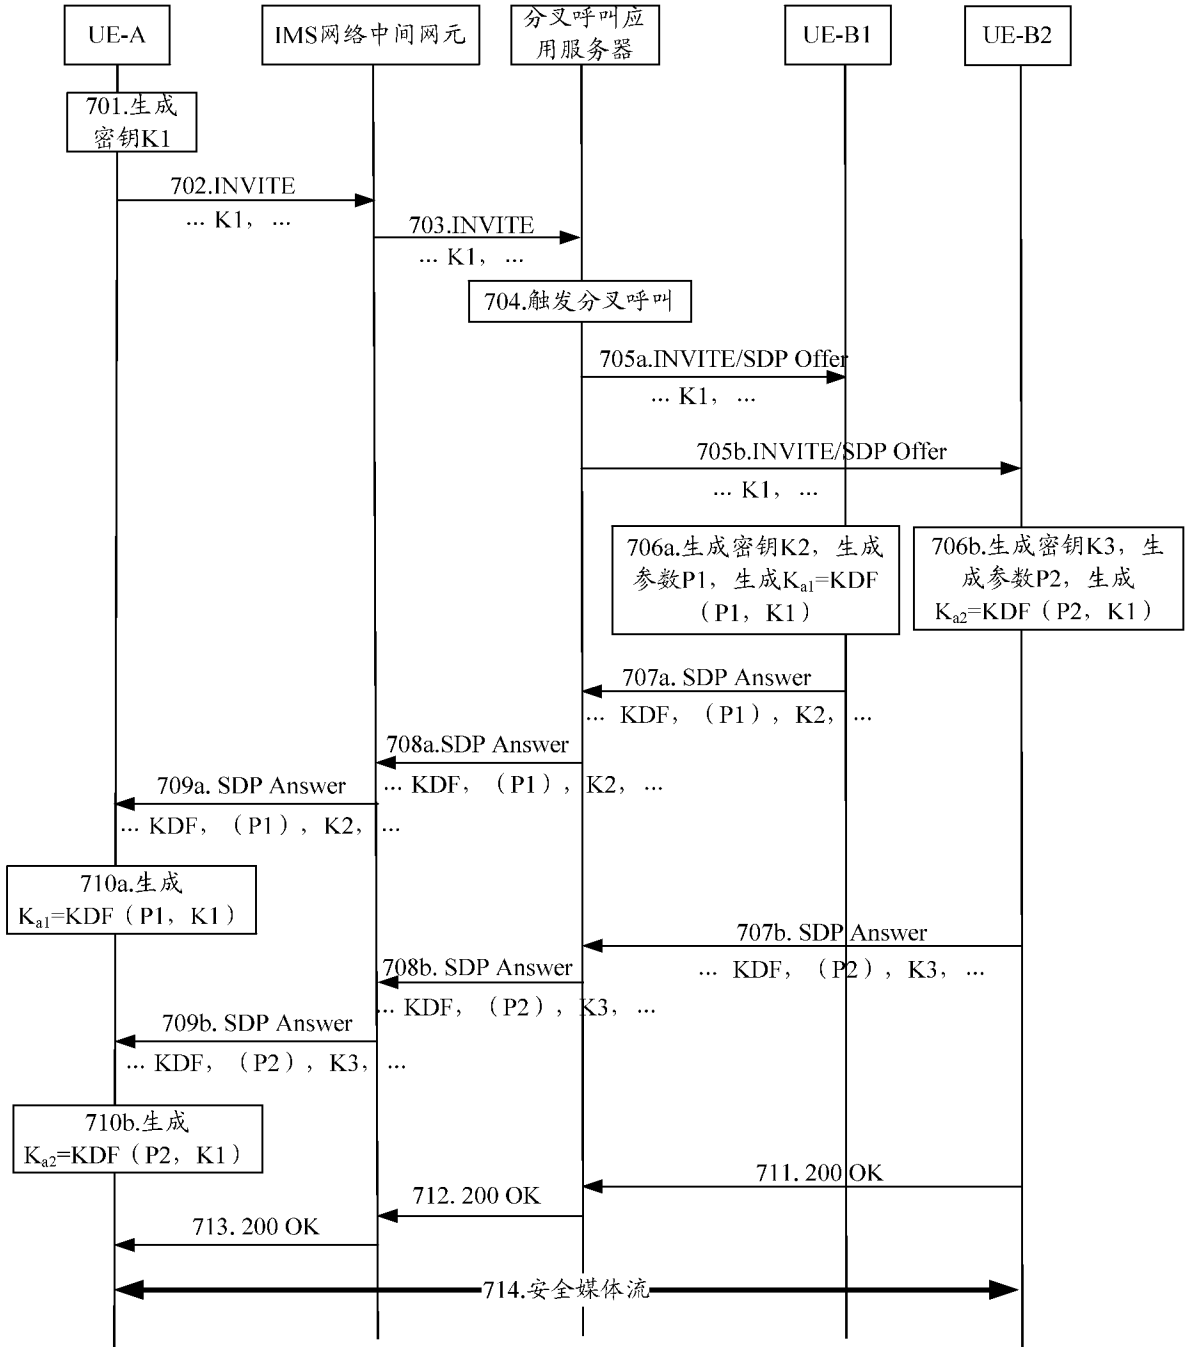 UE-A
IMS网络中间网元
分叉呼叫应
用服务器
UE-B1
UE-B2
701.生成
密钥K1
702.INVITE
... K1， ...
703.INVITE
... K1， ...
704.触发分叉呼叫
705a.INVITE/SDP Offer
... K1， ...
705b.INVITE/SDP Offer
... K1， ...
706a.生成密钥K2，生成
参数P1，生成Ka1=KDF
（P1，K1）
706b.生成密钥K3，生
成参数P2，生成
Ka2=KDF（P2，K1）
707a. SDP Answer
... KDF，（P1），K2， ...
708a.SDP Answer
... KDF，（P1），K2， ...
709a. SDP Answer
... KDF，（P1），K2， ...
710a.生成
Ka1=KDF（P1，K1）
707b. SDP Answer
... KDF，（P2），K3， ...
708b. SDP Answer
... KDF，（P2），K3， ...
709b. SDP Answer
... KDF，（P2），K3， ...
710b.生成
Ka2=KDF（P2，K1）
711. 200 OK
712. 200 OK
713. 200 OK
714.安全媒体流